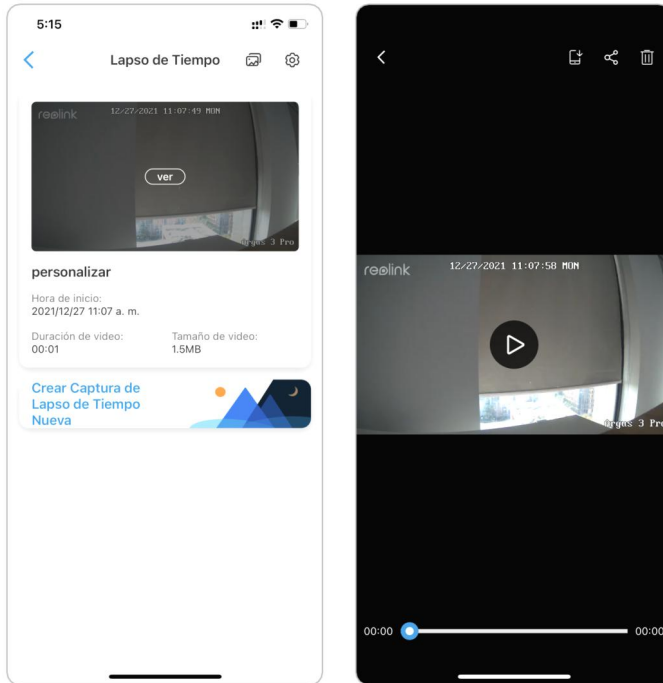 5:15
Lapso de Tiempo
reolink
12/27/2021 11:07:49 MON
ver
Orgas 3 Pro
personalizar
Hora de inicio:
2021/12/27 11:07 a. m.
Duración de video:
00:01
Tamaño de video:
1.5MB
Crear Captura de
Lapso de Tiempo
Nueva
reolink
12/27/2021 11:07:58 MON
Orgas 3 Pro
00:00
00:00